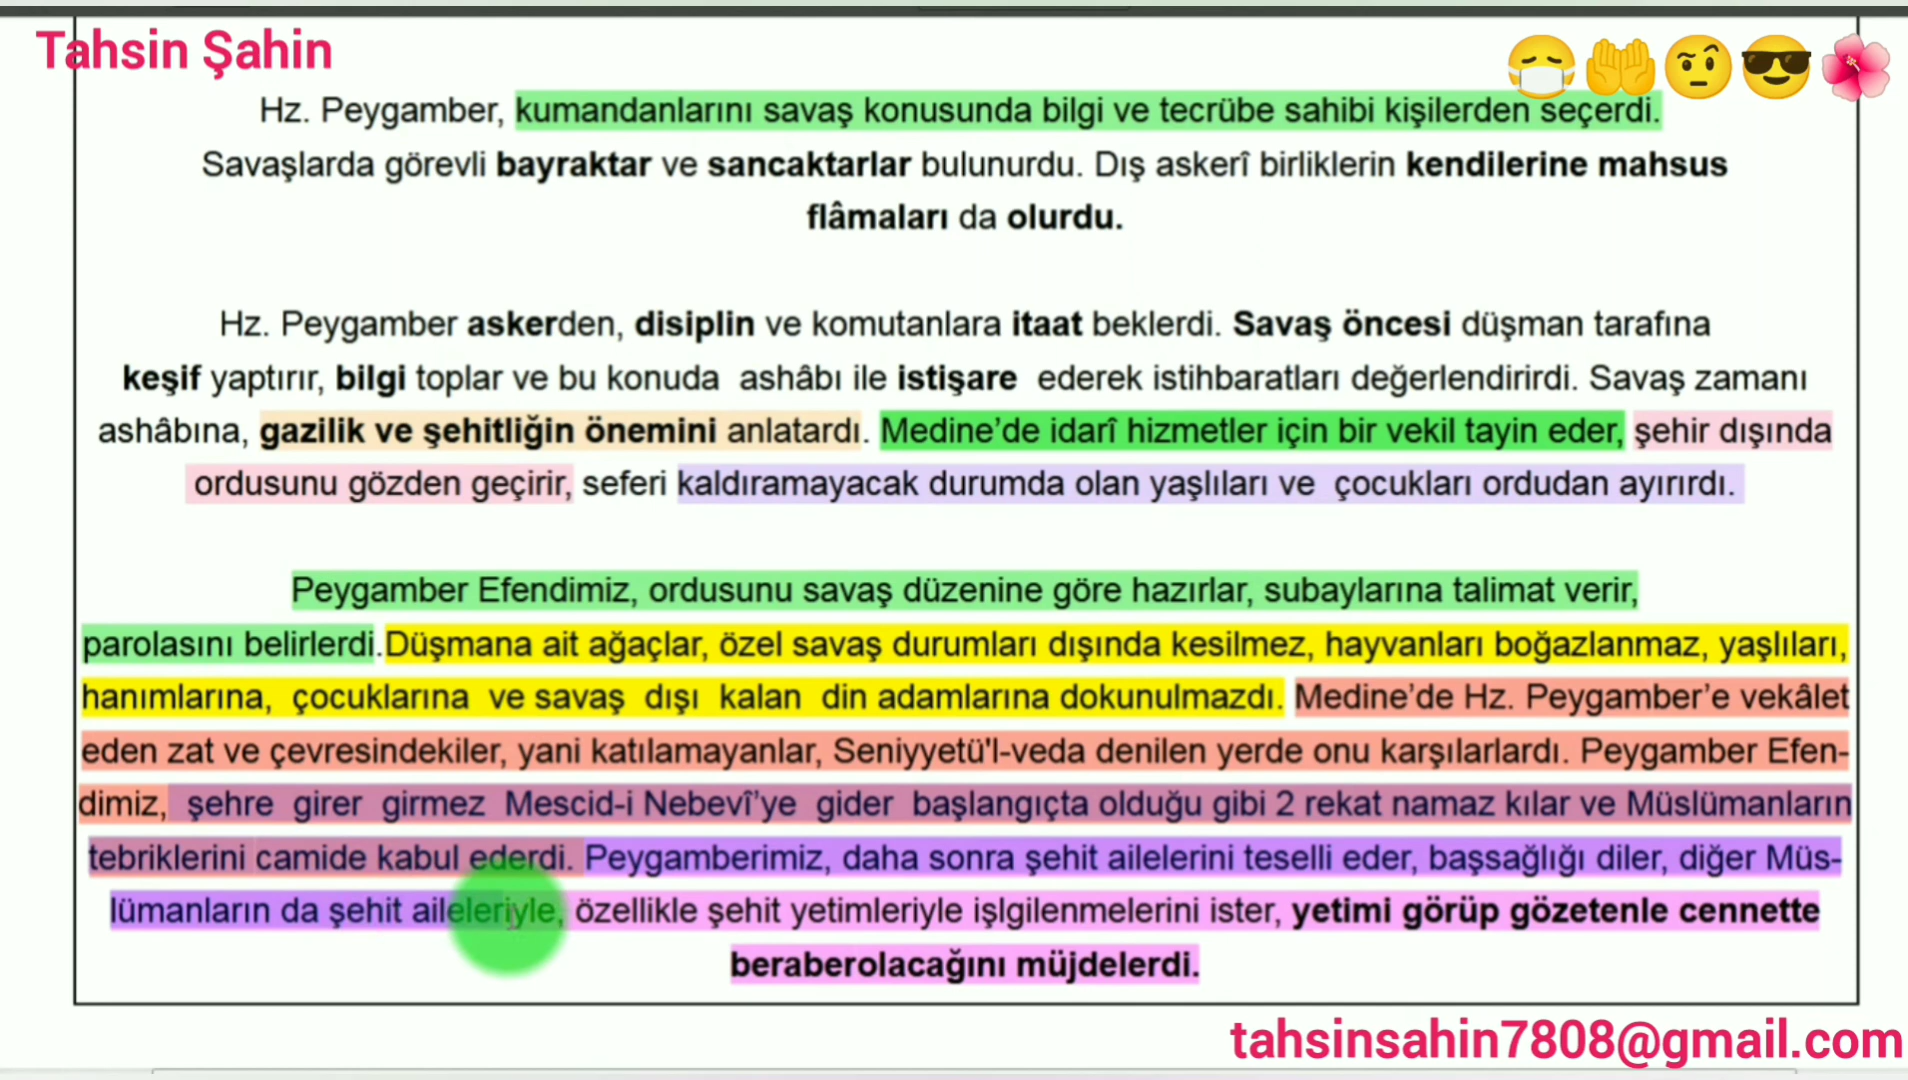 Tahsin Şahin
Hz. Peygamber, kumandanlarını savaş konusunda bilgi ve tecrübe sahibi kişilerden seçerdi.
Savaşlarda görevli bayraktar ve sancaktarlar bulunurdu. Dış askerî birliklerin kendilerine mahsus
flâmaları da olurdu.
Hz. Peygamber askerden, disiplin ve komutanlara itaat beklerdi. Savaş öncesi düşman tarafına
keşif yaptırır, bilgi toplar ve bu konuda ashâbı ile istişare ederek istihbaratları değerlendirirdi. Savaş zamanı
ashâbına, gazilik ve şehitliğin önemini anlatardı. Medine’de idarî hizmetler için bir vekil tayin eder, şehir dışında
ordusunu gözden geçirir, seferi kaldıramayacak durumda olan yaşlıları ve çocukları ordudan ayırırdı.
Peygamber Efendimiz, ordusunu savaş düzenine göre hazırlar, subaylarına talimat verir,
parolasını belirlerdi. Düşmana ait ağaçlar, özel savaş durumları dışında kesilmez, hayvanları boğazlanmaz, yaşlıları,
hanımlarına, çocuklarına ve savaş dışı kalan din adamlarına dokunulmazdı. Medine’de Hz. Peygamber’e vekâlet
eden zat ve çevresindekiler, yani katılamayanlar, Seniyyetü'l-veda denilen yerde onu karşılarlardı. Peygamber Efen-
dimiz, şehre girer girmez Mescid-i Nebevî’ye gider başlangıçta olduğu gibi 2 rekat namaz kılar ve Müslümanların
tebriklerini camide kabul ederdi. Peygamberimiz, daha sonra şehit ailelerini teselli eder, başsağlığı diler, diğer Müs-
lümanların da şehit aileleriyle, özellikle şehit yetimleriyle işlgilenmelerini ister, yetimi görüp gözetenle cennette
beraberolacağını müjdelerdi.
tahsinsahin7808@gmail.com